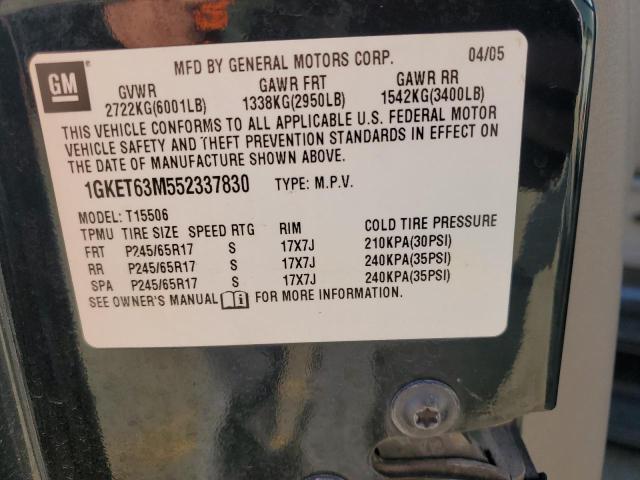 MFD BY GENERAL MOTORS CORP. 04/05
GM
GVWR GAWR FRT GAWR RR
2722KG(6001LB) 1338KG(2950LB) 1542KG(3400LB)
THIS VEHICLE CONFORMS TO ALL APPLICABLE U.S. FEDERAL MOTOR
VEHICLE SAFETY AND THEFT PREVENTION STANDARDS IN EFFECT ON
THE DATE OF MANUFACTURE SHOWN ABOVE.
1GKET63M552337830 TYPE: M.P.V.
MODEL: T15506
TPMU TIRE SIZE SPEED RTG RIM COLD TIRE PRESSURE
FRT P245/65R17 S 17X7J 210KPA(30PSI)
RR P245/65R17 S 17X7J 240KPA(35PSI)
SPA P245/65R17 S 17X7J 240KPA(35PSI)
SEE OWNER'S MANUAL FOR MORE INFORMATION.